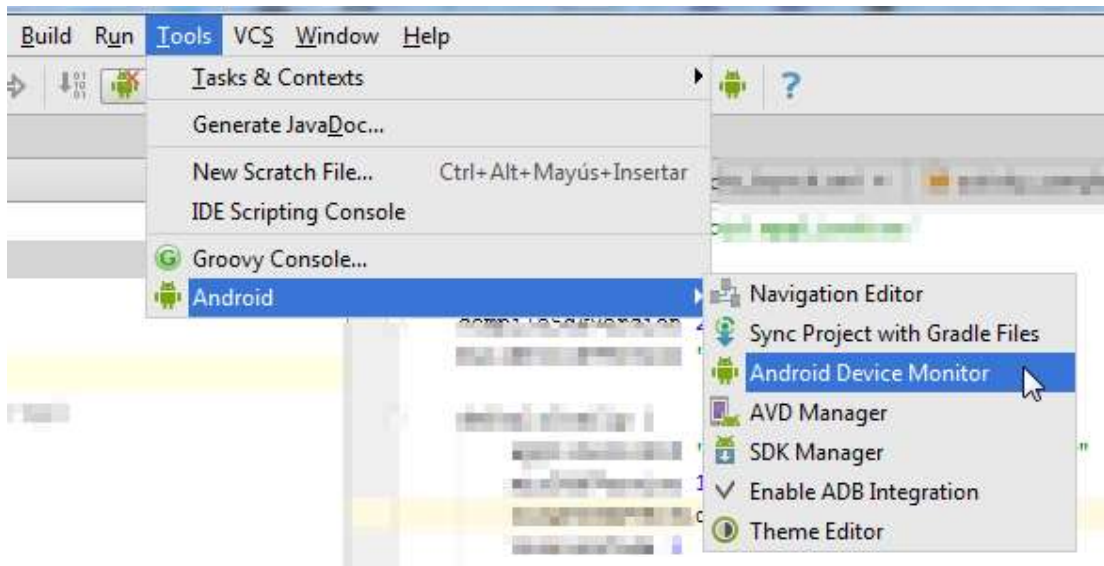 Build Run Tools VCS Window Help
Tasks & Contexts
Generate JavaDoc...
New Scratch File... Ctrl+Alt+Mayús+Insertar
IDE Scripting Console
Groovy Console...
Android
Navigation Editor
Sync Project with Gradle Files
Android Device Monitor
AVD Manager
SDK Manager
Enable ADB Integration
Theme Editor